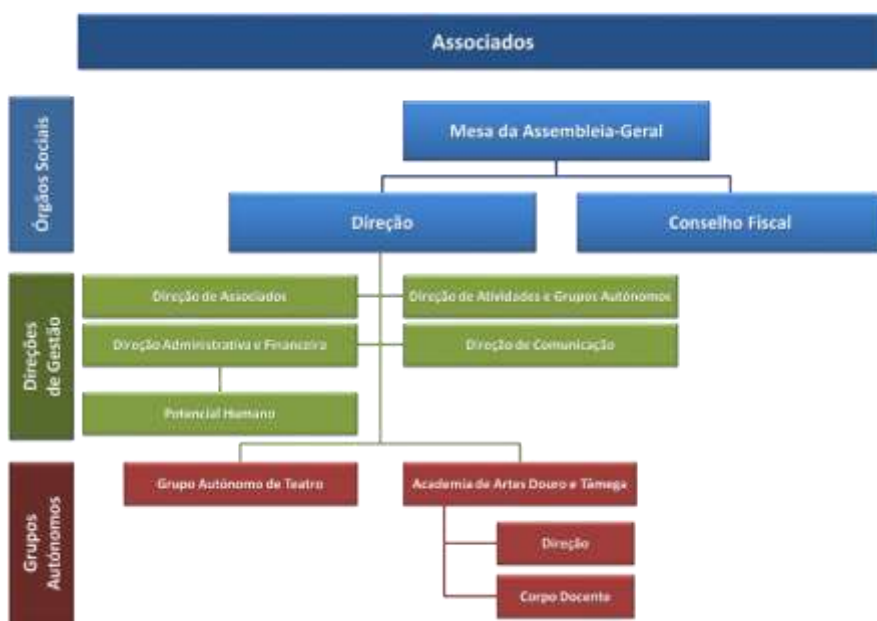 Associados
Órgãos Sociais
Mesa da Assembleia-Geral
Direção
Conselho Fiscal
Direções
de Gestão
Direção de Associados
Direção de Atividades e Grupos Autónomos
Direção Administrativa e Financeira
Direção de Comunicação
Potencial Humano
Grupos
Autónomos
Grupo Autónomo de Teatro
Academia de Artes Douro e Tâmega
Direção
Corpo Docente